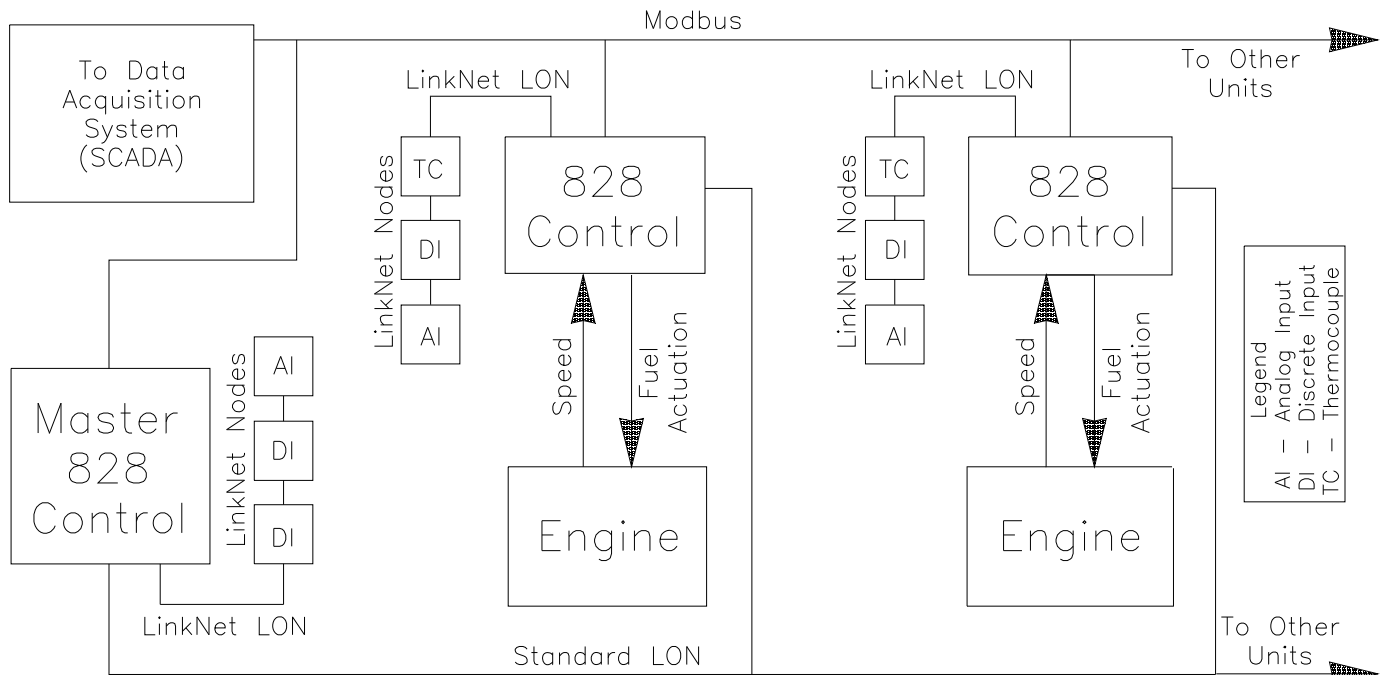 Modbus
To Data
Acquisition
System
(SCADA)
To Other
Units
LinkNet LON
LinkNet Nodes
TC
DI
AI
828
Control
Speed
Fuel
Actuation
Engine
LinkNet LON
LinkNet Nodes
TC
DI
AI
828
Control
Speed
Fuel
Actuation
Engine
Legend
AI – Analog Input
DI – Discrete Input
TC – Thermocouple
Master
828
Control
LinkNet Nodes
AI
DI
DI
LinkNet LON
Standard LON
To Other
Units